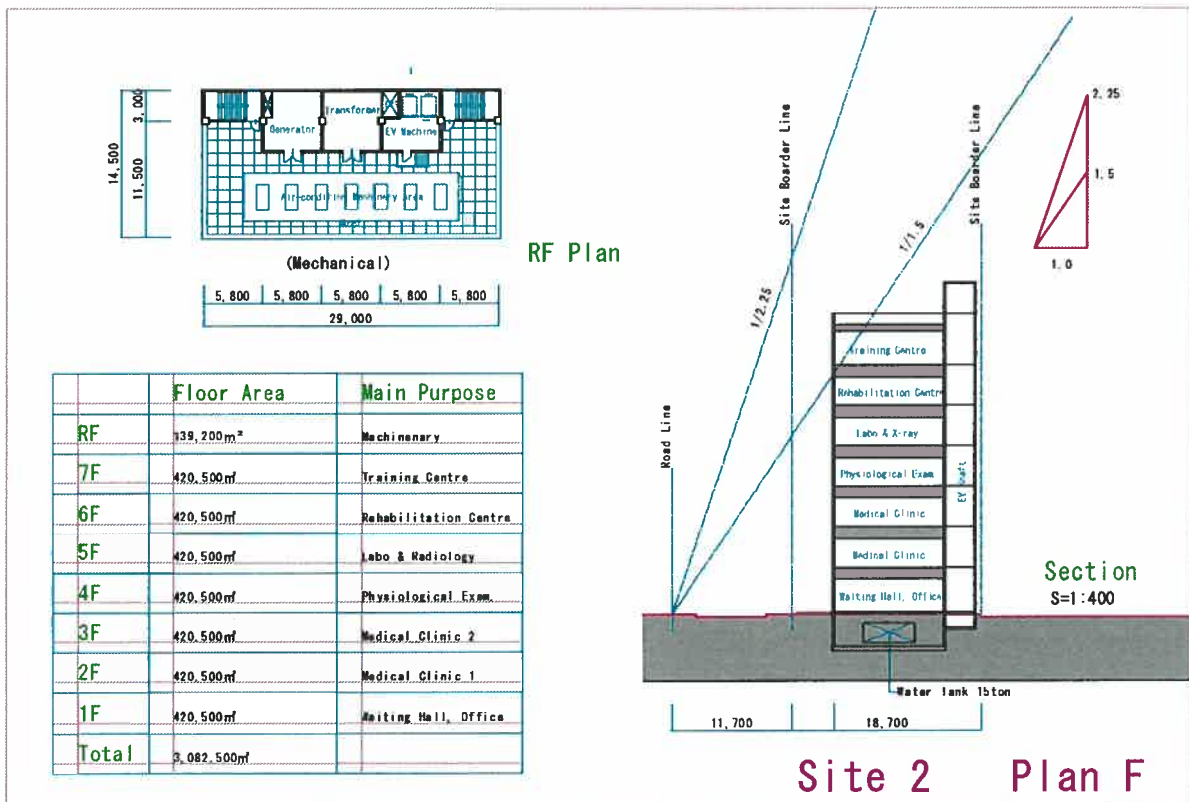 3,000
14,500
11,500
Transformer
Generator
EV Machine
Air-condition Machinery area
(Mechanical)
RF Plan
5,800 5,800 5,800 5,800 5,800
29,000
Floor Area Main Purpose
RF 139,200m² Machinenary
7F 420,500㎡ Training Centre
6F 420,500㎡ Rehabilitation Centre
5F 420,500㎡ Labo & Radiology
4F 420,500㎡ Physiological Exam.
3F 420,500㎡ Medical Clinic 2
2F 420,500㎡ Medical Clinic 1
1F 420,500㎡ Waiting Hall, Office
Total 3,082,500㎡
Road Line
Site Boarder Line
Site Boarder Line
1/2.25
1/1.5
2.25
1.5
1.0
Training Centre
Rehabilitation Centre
Labo & X-ray
Physiological Exam.
Medical Clinic
Medical Clinic
Waiting Hall, Office
EV Shaft
Section
S=1:400
Water Tank 15ton
11,700 18,700
Site 2 Plan F